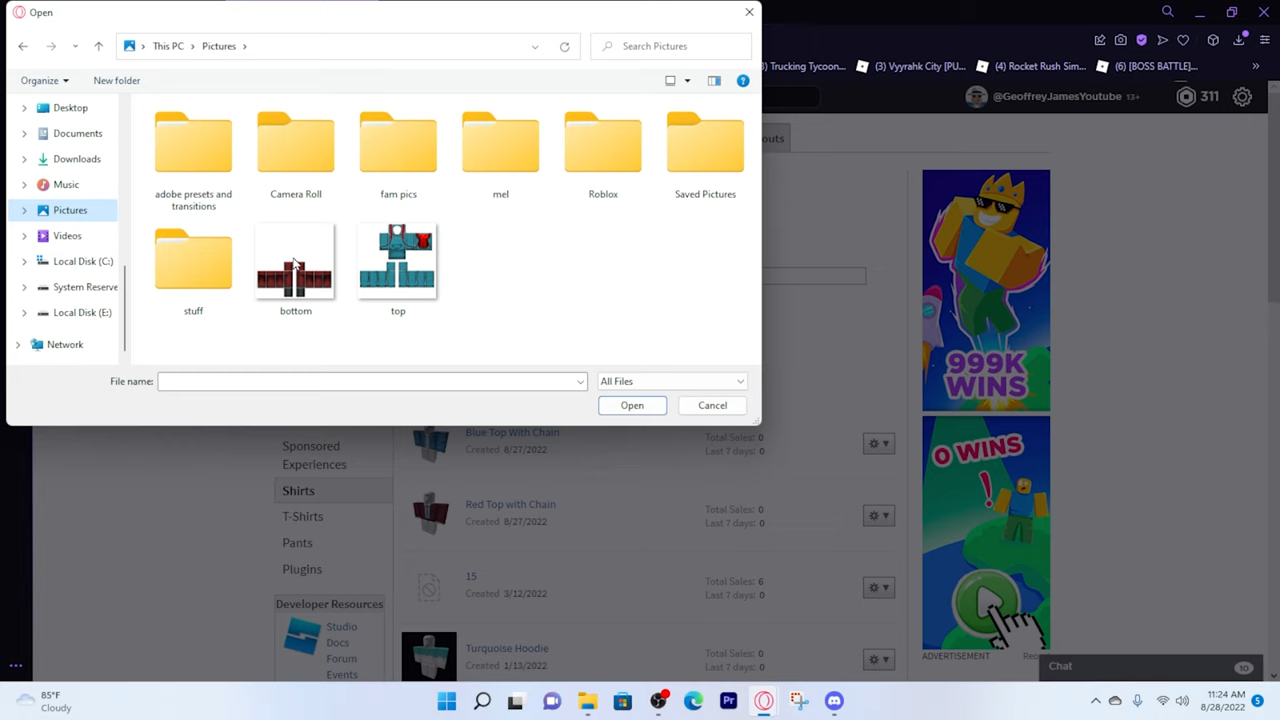 Open
This PC
Pictures
Search Pictures
Organize
New folder
Desktop
Documents
Downloads
Music
Pictures
Videos
Local Disk (C:)
System Reserve
Local Disk (E:)
Network
adobe presets and
transitions
Camera Roll
fam pics
mel
Roblox
Saved Pictures
stuff
bottom
top
File name:
All Files
Open
Cancel
) Trucking Tycoon...
(3) Vyyrahk City [PU...
(4) Rocket Rush Sim...
(6) [BOSS BATTLE]...
@GeoffreyJamesYoutube 13+
311
outs
999K
WINS
Sponsored
Experiences
Shirts
T-Shirts
Pants
Plugins
Developer Resources
Studio
Docs
Forum
Events
Blue Top With Chain
Created 8/27/2022
Total Sales: 0
Last 7 days: 0
Red Top with Chain
Created 8/27/2022
Total Sales: 0
Last 7 days: 0
15
Created 3/12/2022
Total Sales: 6
Last 7 days: 0
Turquoise Hoodie
Created 1/13/2022
Total Sales: 0
Last 7 days: 0
0 WINS
!
ADVERTISEMENT
Chat
10
85°F
Cloudy
Pr
11:24 AM
8/28/2022
5